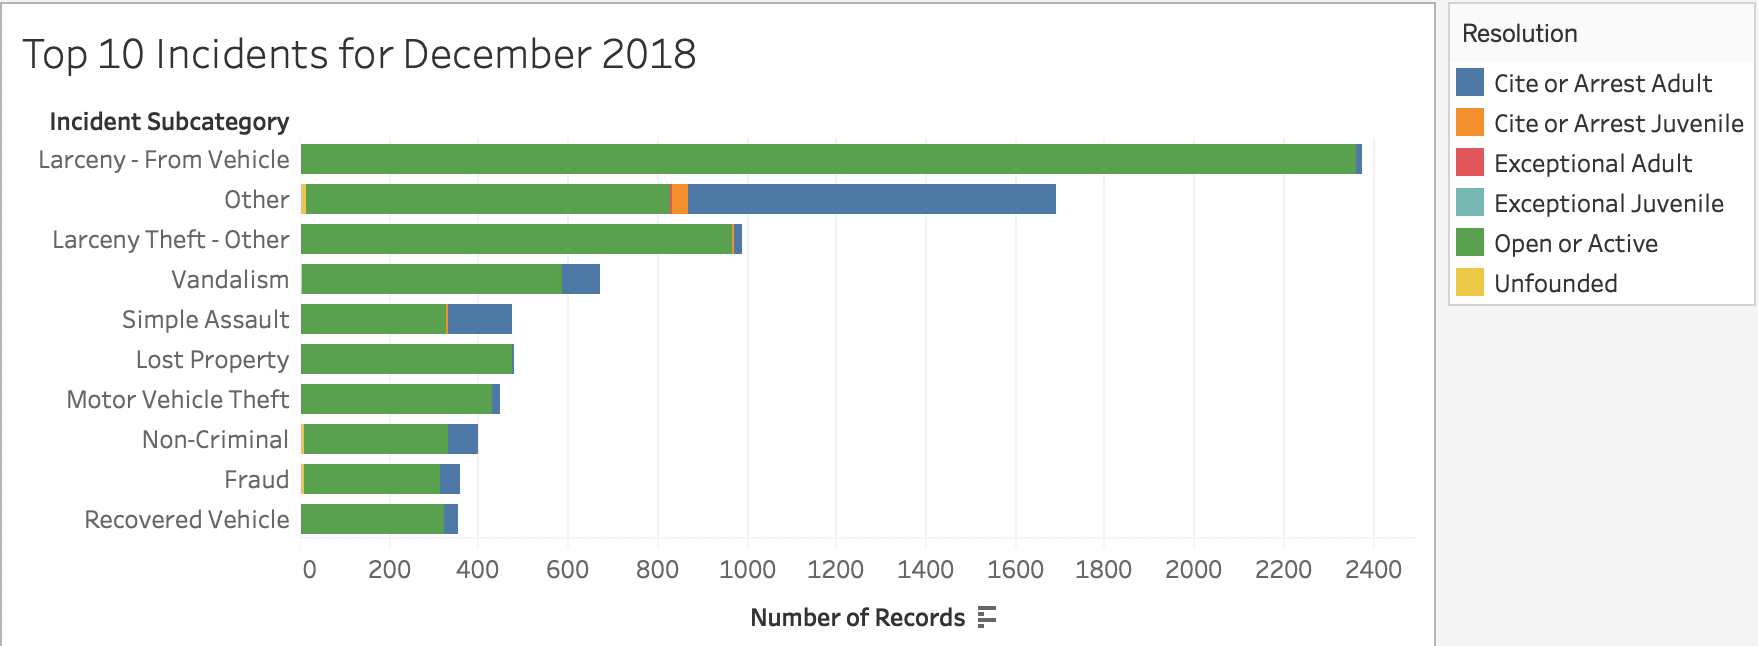 Top 10 Incidents for December 2018
Incident Subcategory
Larceny - From Vehicle
Other
Larceny Theft - Other
Vandalism
Simple Assault
Lost Property
Motor Vehicle Theft
Non-Criminal
Fraud
Recovered Vehicle
0 200 400 600 800 1000 1200 1400 1600 1800 2000 2200 2400
Number of Records
Resolution
Cite or Arrest Adult
Cite or Arrest Juvenile
Exceptional Adult
Exceptional Juvenile
Open or Active
Unfounded